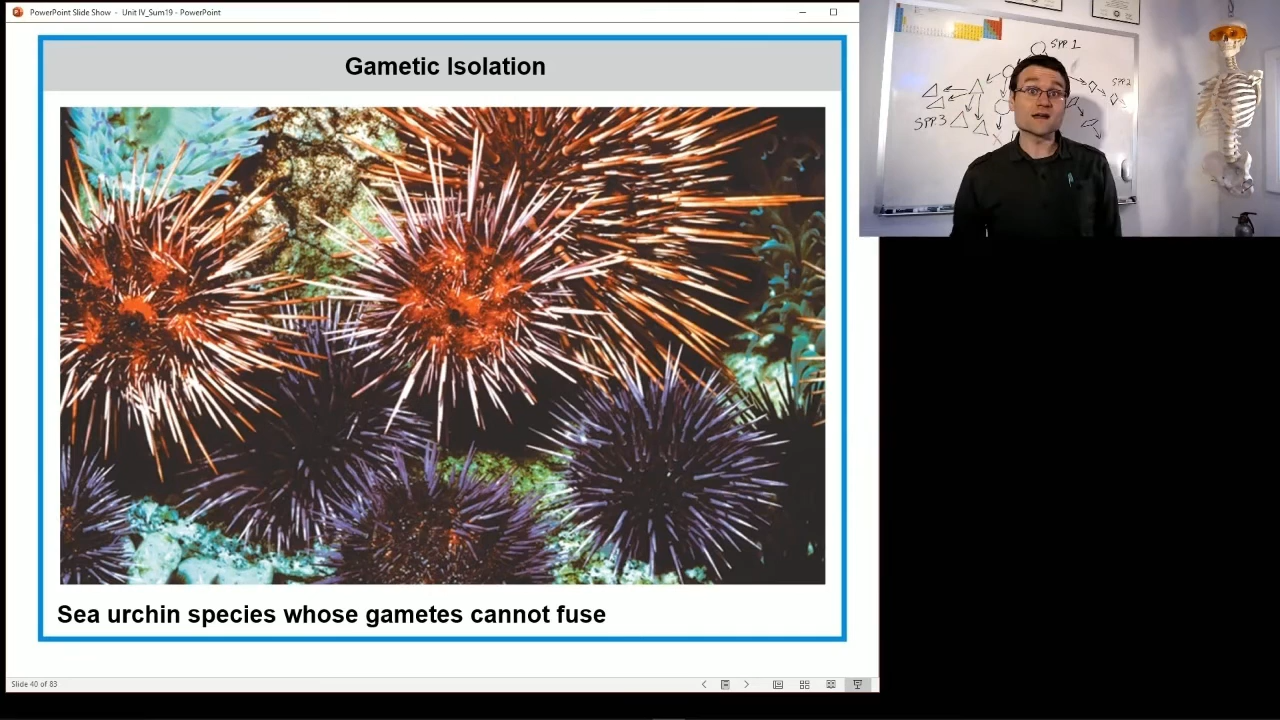 PowerPoint Slide Show - Unit IV_Sum19 - PowerPoint
Gametic Isolation
Sea urchin species whose gametes cannot fuse
Slide 40 of 83
SPP 1
SPP 2
SPP 3